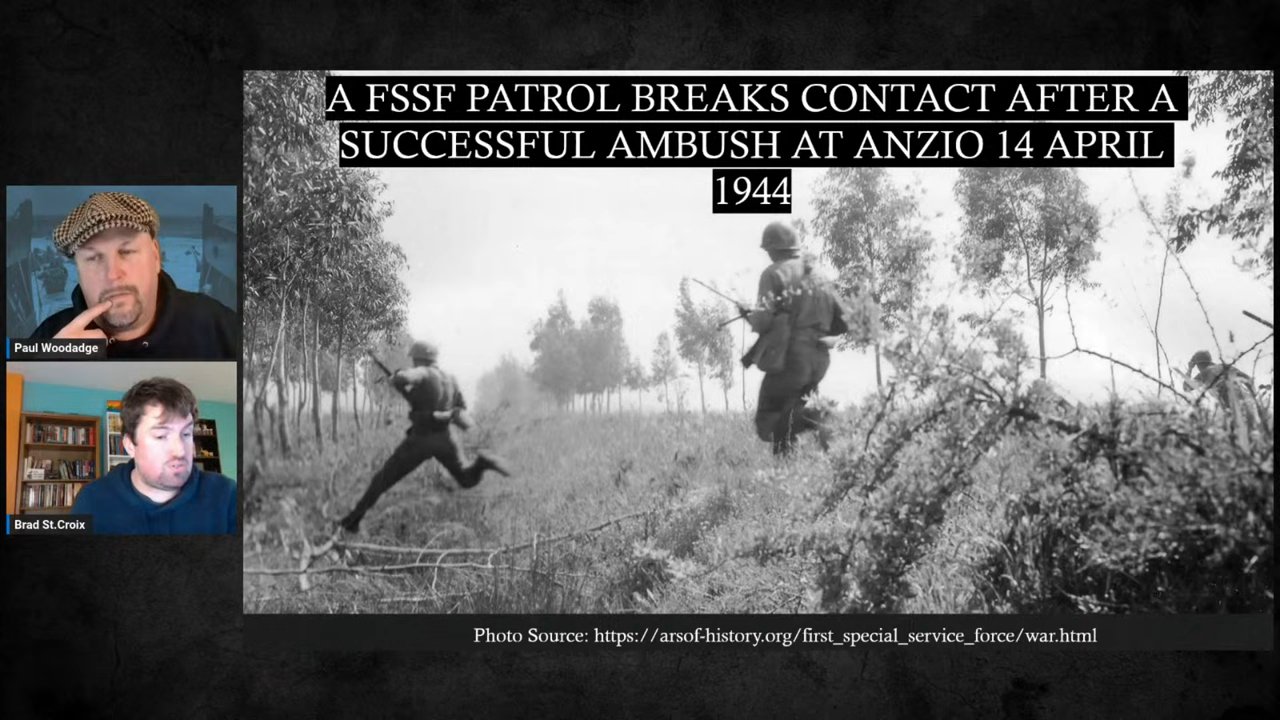 A FSSF PATROL BREAKS CONTACT AFTER A
SUCCESSFUL AMBUSH AT ANZIO 14 APRIL
1944
Paul Woodadge
Brad St.Croix
Photo Source: https://arsof-history.org/first_special_service_force/war.html